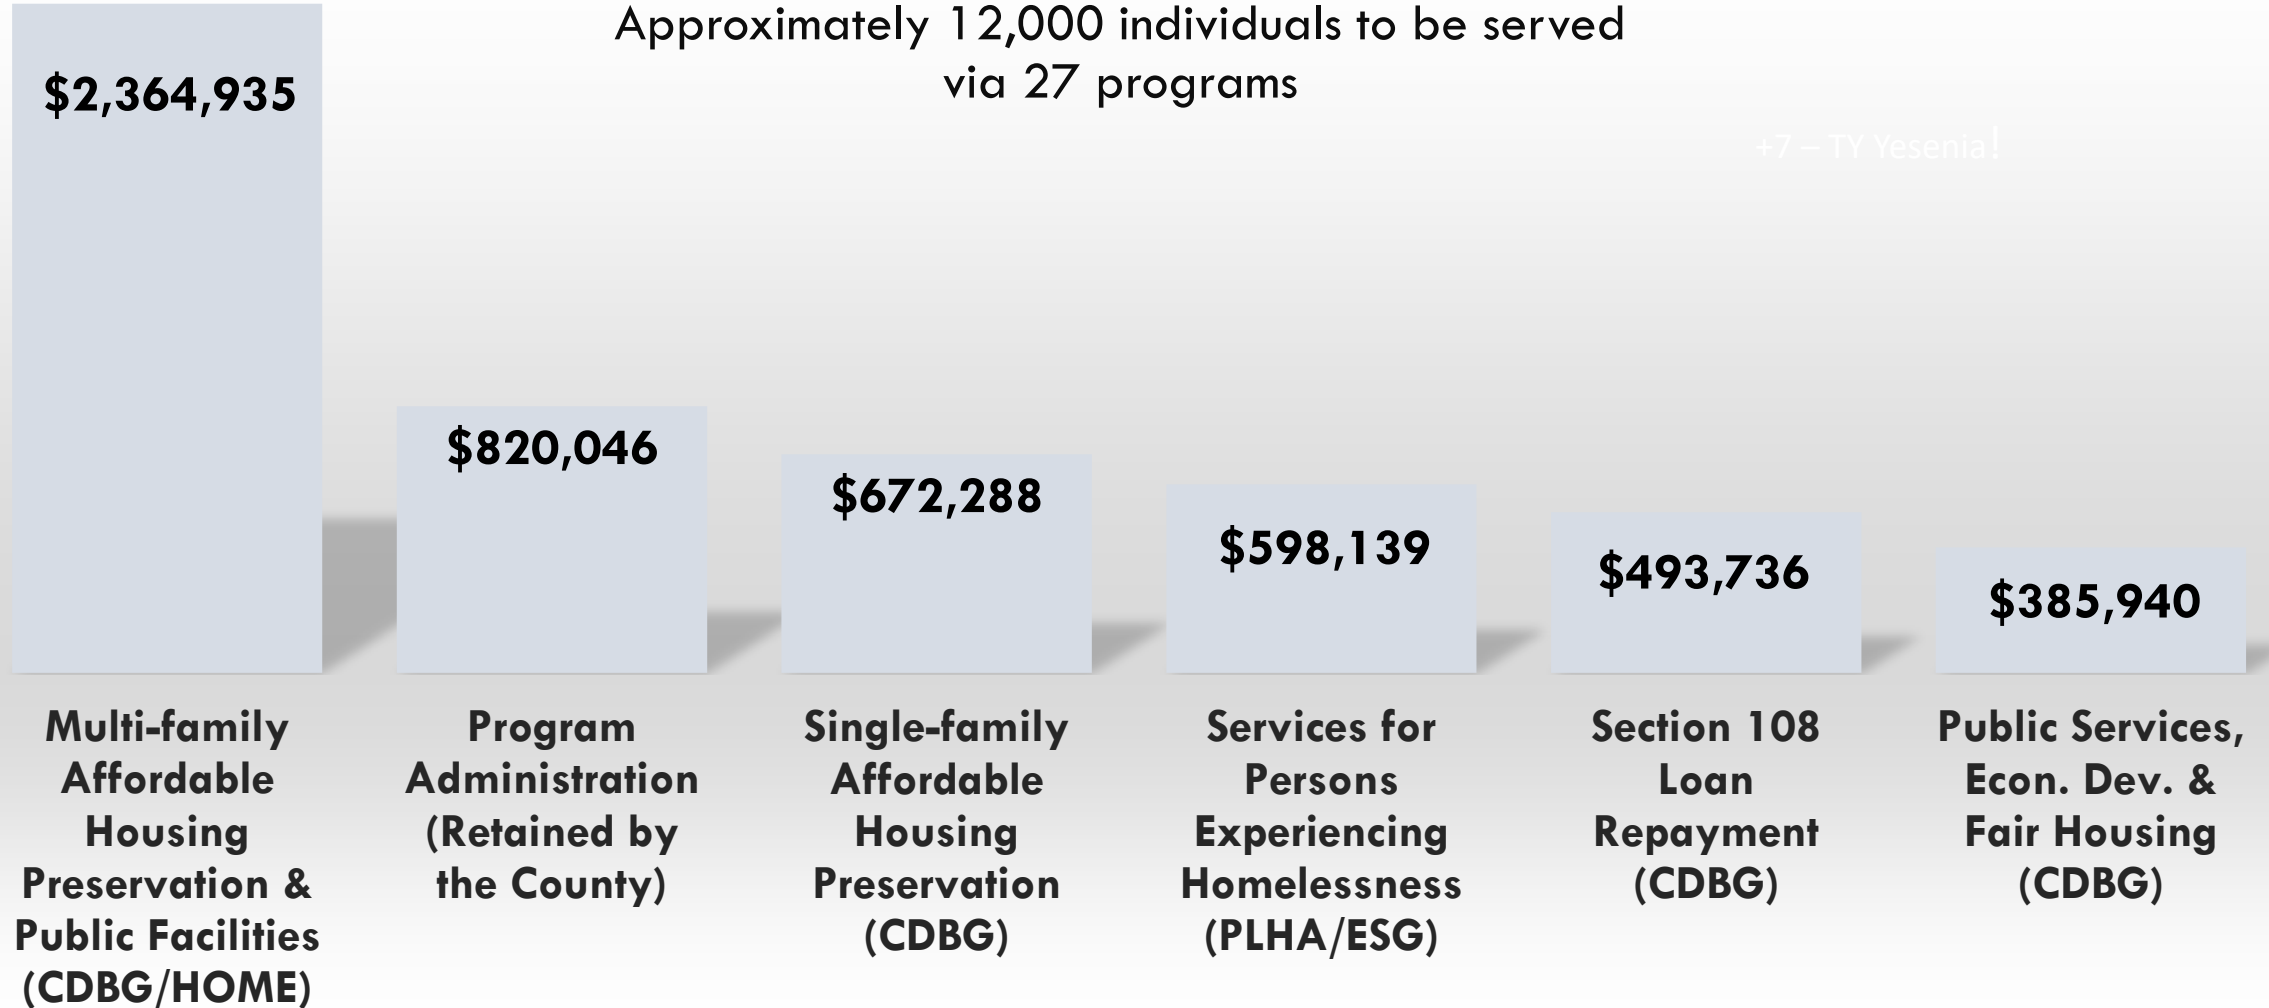 Approximately 12,000 individuals to be served
via 27 programs
+7 – TY Yesenia!
$2,364,935
$820,046
$672,288
$598,139
$493,736
$385,940
Multi-family
Affordable
Housing
Preservation &
Public Facilities
(CDBG/HOME)
Program
Administration
(Retained by
the County)
Single-family
Affordable
Housing
Preservation
(CDBG)
Services for
Persons
Experiencing
Homelessness
(PLHA/ESG)
Section 108
Loan
Repayment
(CDBG)
Public Services,
Econ. Dev. &
Fair Housing
(CDBG)